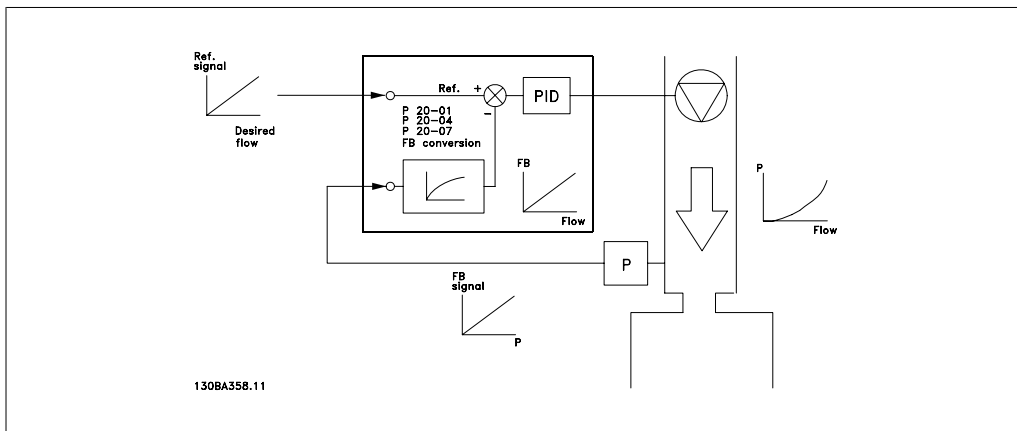 Ref.
signal
Desired
flow
Ref.
+
-
P 20-01
P 20-04
P 20-07
FB conversion
PID
FB
Flow
P
Flow
P
FB
signal
P
130BA358.11